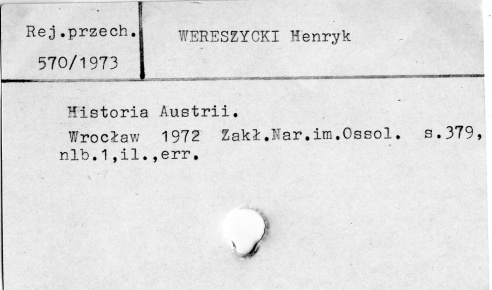 Rej.przech.
570/1973
WERESZYCKI Henryk
Historia Austrii.
Wrocław 1972 Zakł.Nar.im.Ossol. s.379,
nlb.1,il.,err.